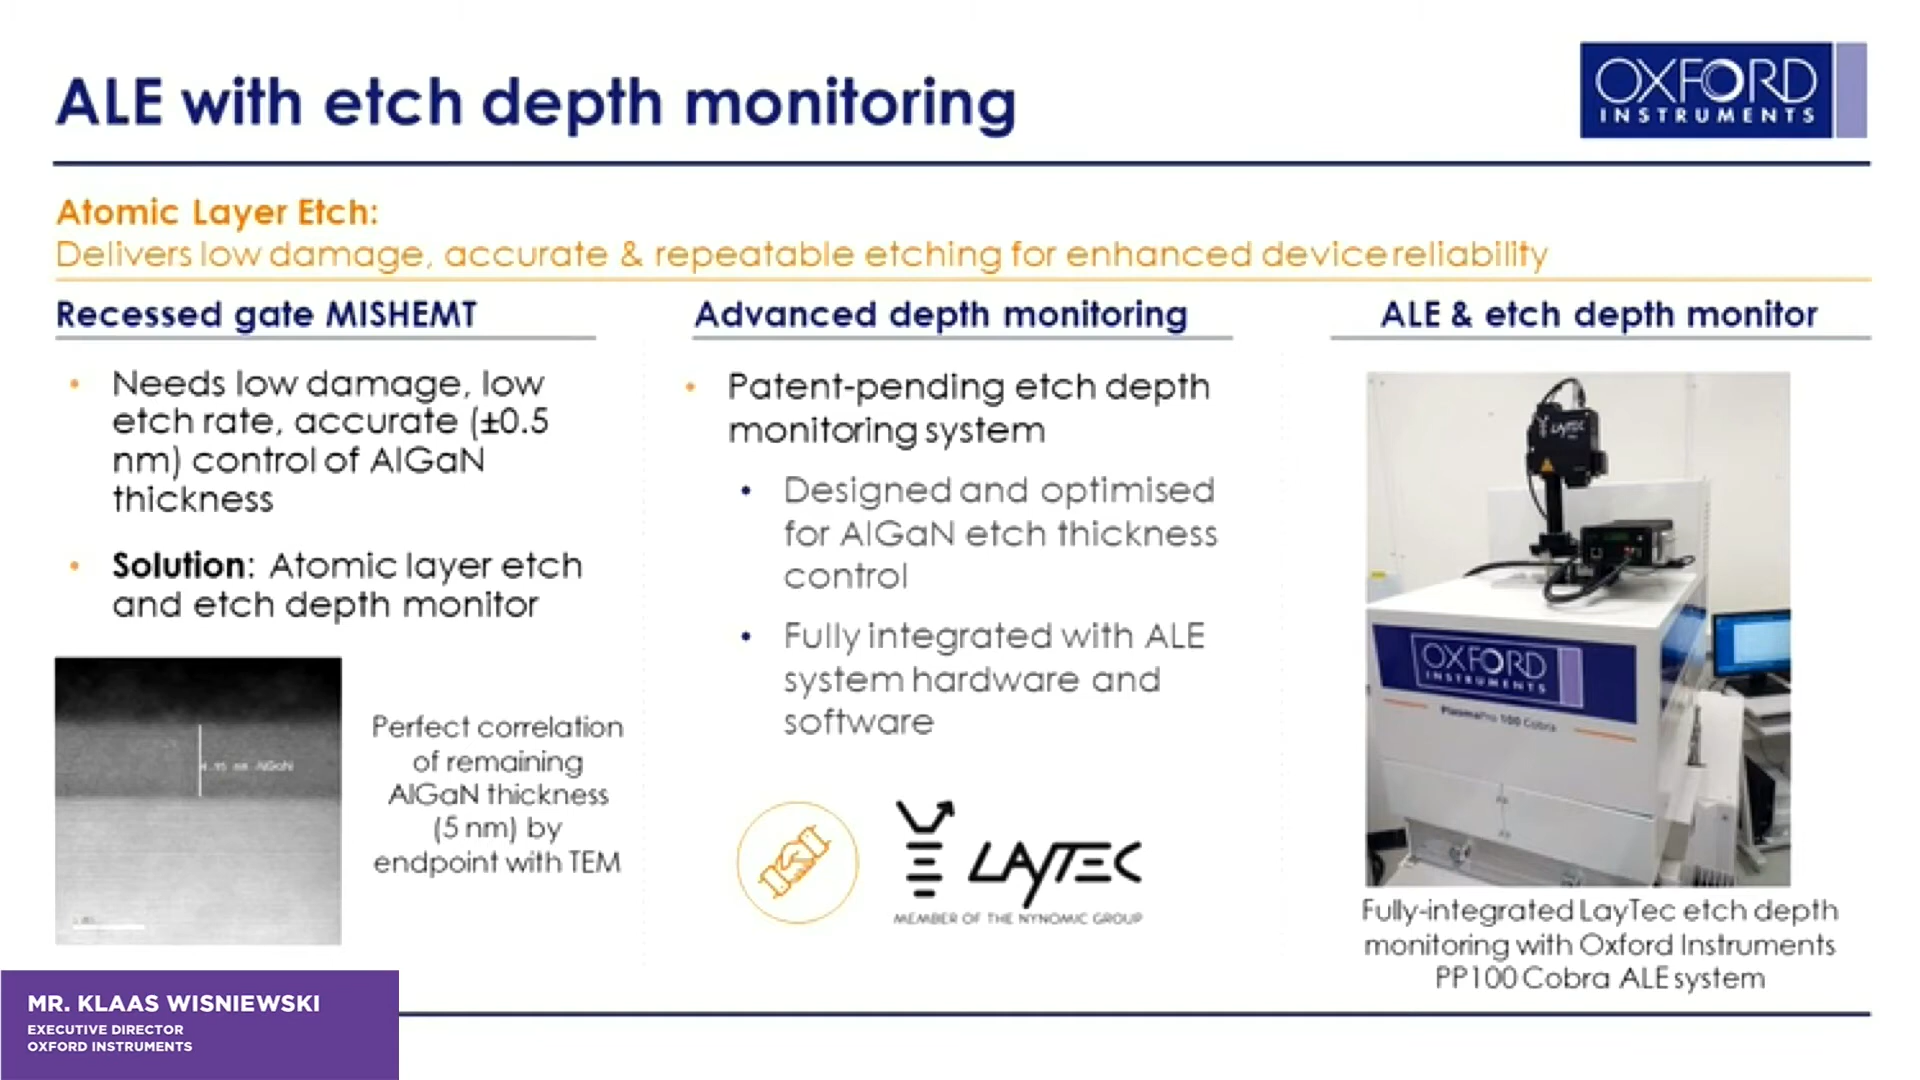 ALE with etch depth monitoring
OXFORD
INSTRUMENTS
Atomic Layer Etch:
Delivers low damage, accurate & repeatable etching for enhanced device reliability
Recessed gate MISHEMT
• Needs low damage, low
etch rate, accurate (±0.5
nm) control of AlGaN
thickness
• Solution: Atomic layer etch
and etch depth monitor
AlGaN
Perfect correlation
of remaining
AlGaN thickness
(5 nm) by
endpoint with TEM
Advanced depth monitoring
• Patent-pending etch depth
monitoring system
• Designed and optimised
for AlGaN etch thickness
control
• Fully integrated with ALE
system hardware and
software
LAYTEC
MEMBER OF THE NYNOMIC GROUP
ALE & etch depth monitor
LAYTEC
OXFORD
INSTRUMENTS
PlasmaPro 100 Cobra
Fully-integrated LayTec etch depth
monitoring with Oxford Instruments
PP100 Cobra ALE system
MR. KLAAS WISNIEWSKI
EXECUTIVE DIRECTOR
OXFORD INSTRUMENTS